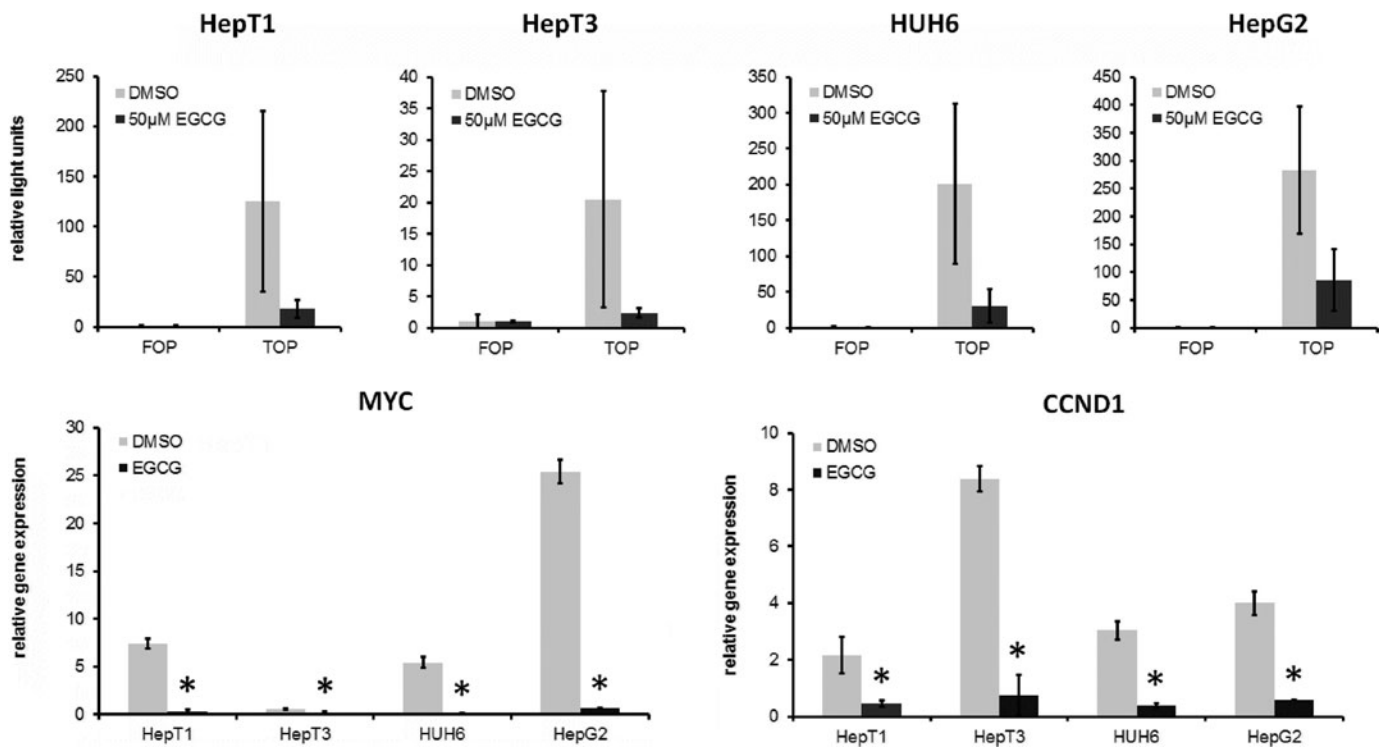 HepT1 HepT3 HUH6 HepG2
relative light units
250
200
150
100
50
0
DMSO
50µM EGCG
FOP TOP
40
35
30
25
20
15
10
5
0
DMSO
50µM EGCG
FOP TOP
350
300
250
200
150
100
50
0
DMSO
50µM EGCG
FOP TOP
450
400
350
300
250
200
150
100
50
0
DMSO
50µM EGCG
FOP TOP
MYC
relative gene expression
30
25
20
15
10
5
0
DMSO
EGCG
* * * *
HepT1 HepT3 HUH6 HepG2
CCND1
relative gene expression
10
8
6
4
2
0
DMSO
EGCG
* * * *
HepT1 HepT3 HUH6 HepG2